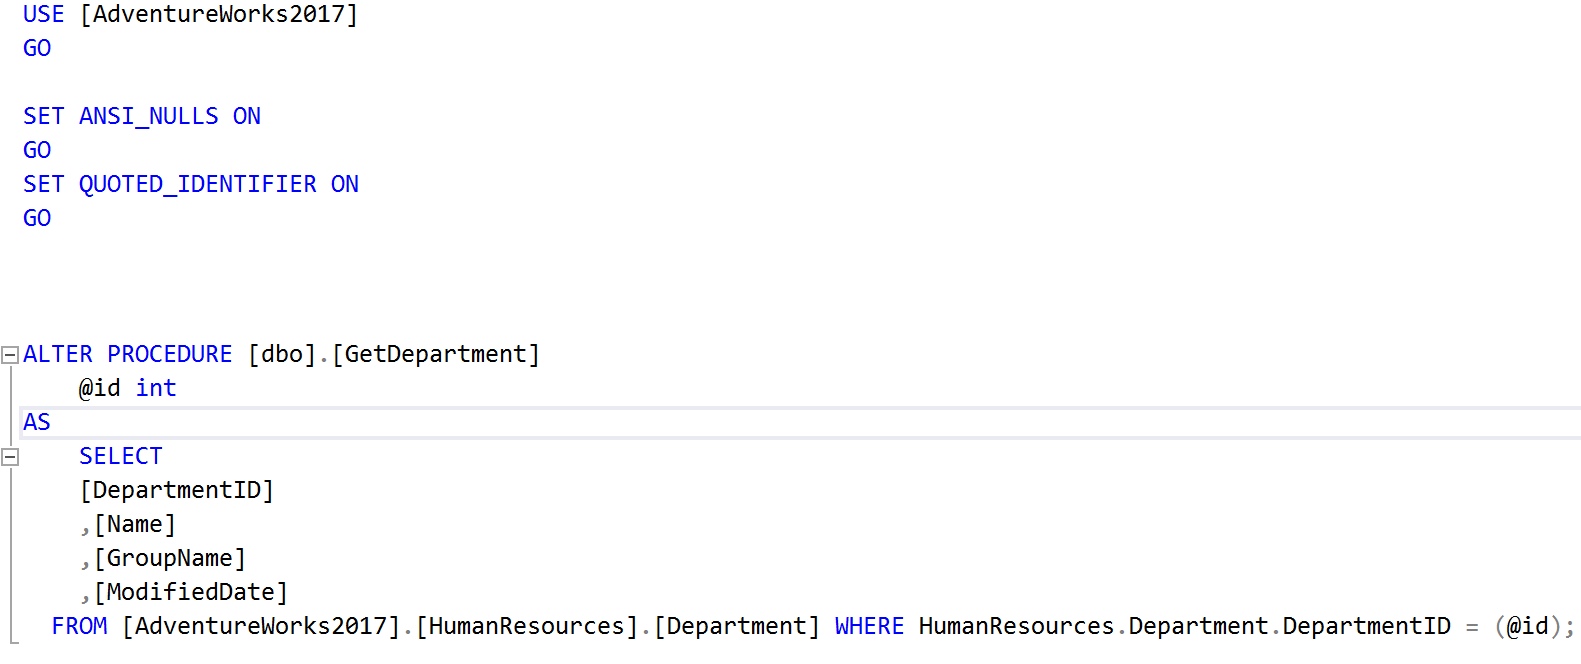 USE [AdventureWorks2017]
GO
SET ANSI_NULLS ON
GO
SET QUOTED_IDENTIFIER ON
GO
ALTER PROCEDURE [dbo].[GetDepartment]
@id int
AS
SELECT
[DepartmentID]
,[Name]
,[GroupName]
,[ModifiedDate]
FROM [AdventureWorks2017].[HumanResources].[Department] WHERE HumanResources.Department.DepartmentID = (@id);